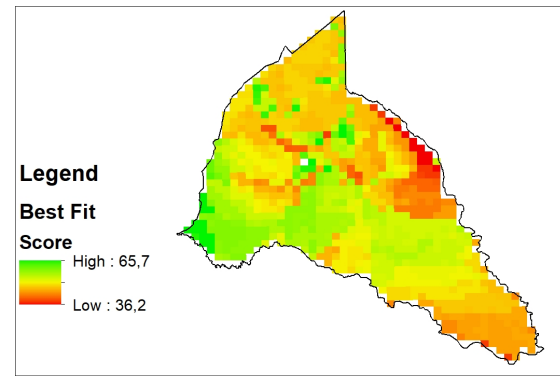 Legend
Best Fit
Score
High : 65,7
Low : 36,2